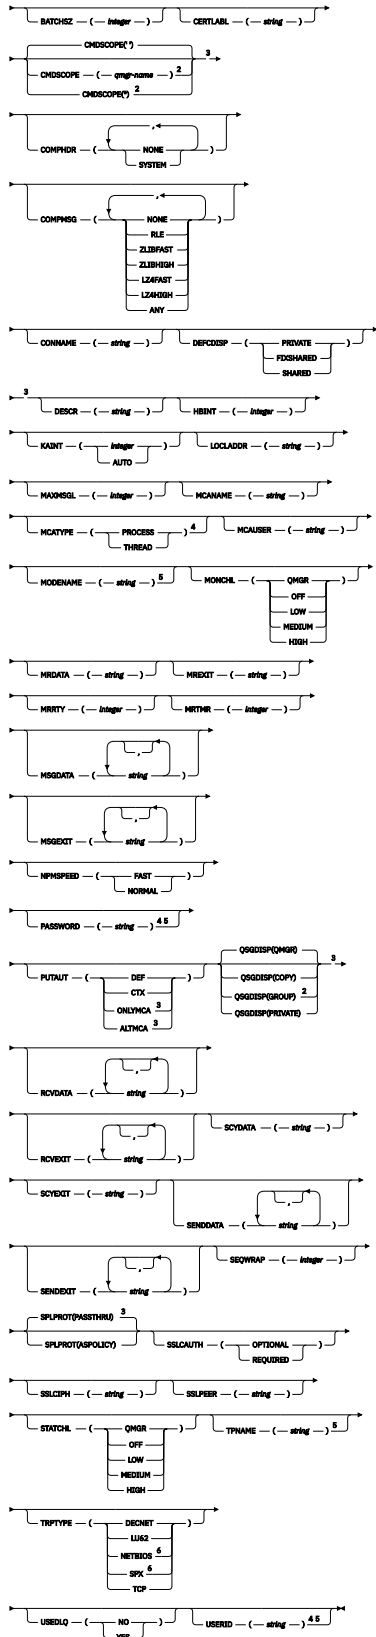 BATCHSZ ( integer ) CERTLABL ( string )
CMDSCOPE(' ') 3
CMDSCOPE ( qmgr-name ) 2
CMDSCOPE(*) 2
,
COMPHDR ( NONE )
SYSTEM
,
COMPMSG ( NONE )
RLE
ZLIBFAST
ZLIBHIGH
LZ4FAST
LZ4HIGH
ANY
CONNAME ( string ) DEFCDISP ( PRIVATE )
FIXSHARED
SHARED
3
DESCR ( string ) HBINT ( integer )
KAINT ( integer ) LOCLADDR ( string )
AUTO
MAXMSGL ( integer ) MCANAME ( string )
MCATYPE ( PROCESS ) 4 MCAUSER ( string )
THREAD
MODENAME ( string ) 5 MONCHL ( QMGR )
OFF
LOW
MEDIUM
HIGH
MRDATA ( string ) MREXIT ( string )
MRRTY ( integer ) MRTMR ( integer )
,
MSGDATA ( string )
,
MSGEXIT ( string )
NPMSPEED ( FAST )
NORMAL
PASSWORD ( string ) 4 5
QSGDISP(QMGR) 3
PUTAUT ( DEF ) QSGDISP(COPY)
CTX QSGDISP(GROUP) 2
ONLYMCA 3 QSGDISP(PRIVATE)
ALTMCA 3
,
RCVDATA ( string )
,
RCVEXIT ( string ) SCYDATA ( string )
SCYEXIT ( string ) ,
SENDDATA ( string )
,
SENDEXIT ( string ) SEQWRAP ( integer )
SPLPROT(PASSTHRU) 3
SPLPROT(ASPOLICY) SSLCAUTH ( OPTIONAL )
REQUIRED
SSLCIPH ( string ) SSLPEER ( string )
STATCHL ( QMGR ) TPNAME ( string ) 5
OFF
LOW
MEDIUM
HIGH
TRPTYPE ( DECNET )
LU62
NETBIOS 6
SPX 6
TCP
USEDLQ ( NO ) USERID ( string ) 4 5
YES